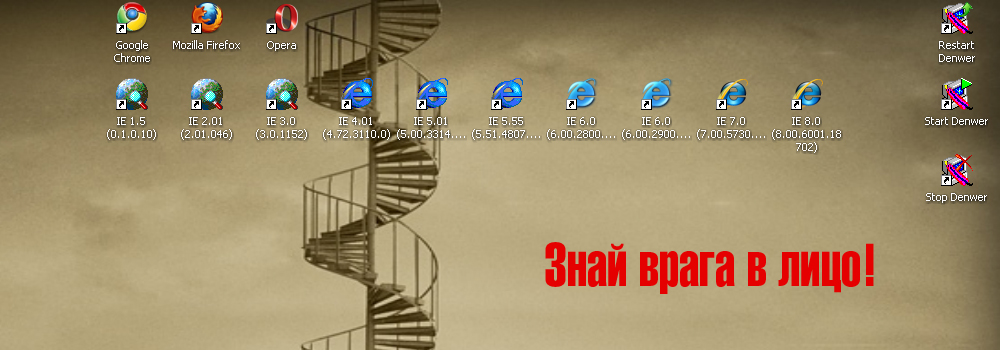 Google
Chrome
Mozilla Firefox
Opera
Restart
Denwer
IE 1.5
(0.1.0.10)
IE 2.01
(2.01.046)
IE 3.0
(3.0.1152)
IE 4.01
(4.72.3110.0)
IE 5.01
(5.00.3314....
IE 5.55
(5.51.4807....
IE 6.0
(6.00.2800....
IE 6.0
(6.00.2900....
IE 7.0
(7.00.5730....
IE 8.0
(8.00.6001.18
702)
Start Denwer
Stop Denwer
Знай врага в лицо!